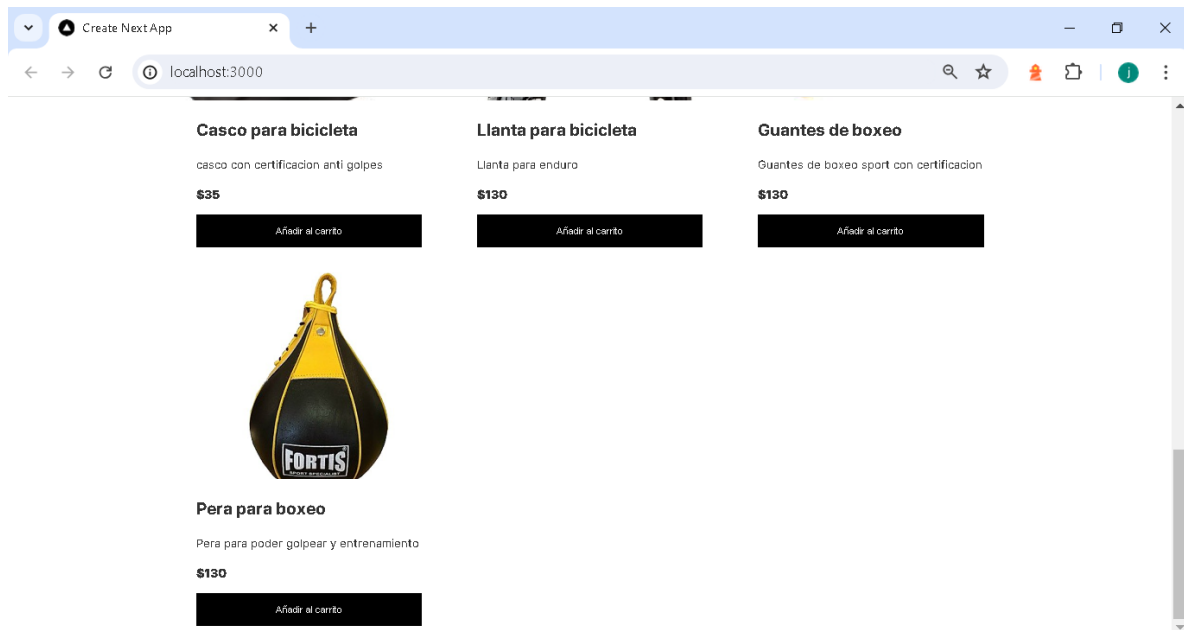 Create Next App
localhost:3000
j
Casco para bicicleta
Llanta para bicicleta
Guantes de boxeo
casco con certificacion anti golpes
Llanta para enduro
Guantes de boxeo sport con certificacion
$35
$130
$130
Añadir al carrito
Añadir al carrito
Añadir al carrito
FORTIS
SPORT SPECIALIST
Pera para boxeo
Pera para poder golpear y entrenamiento
$130
Añadir al carrito